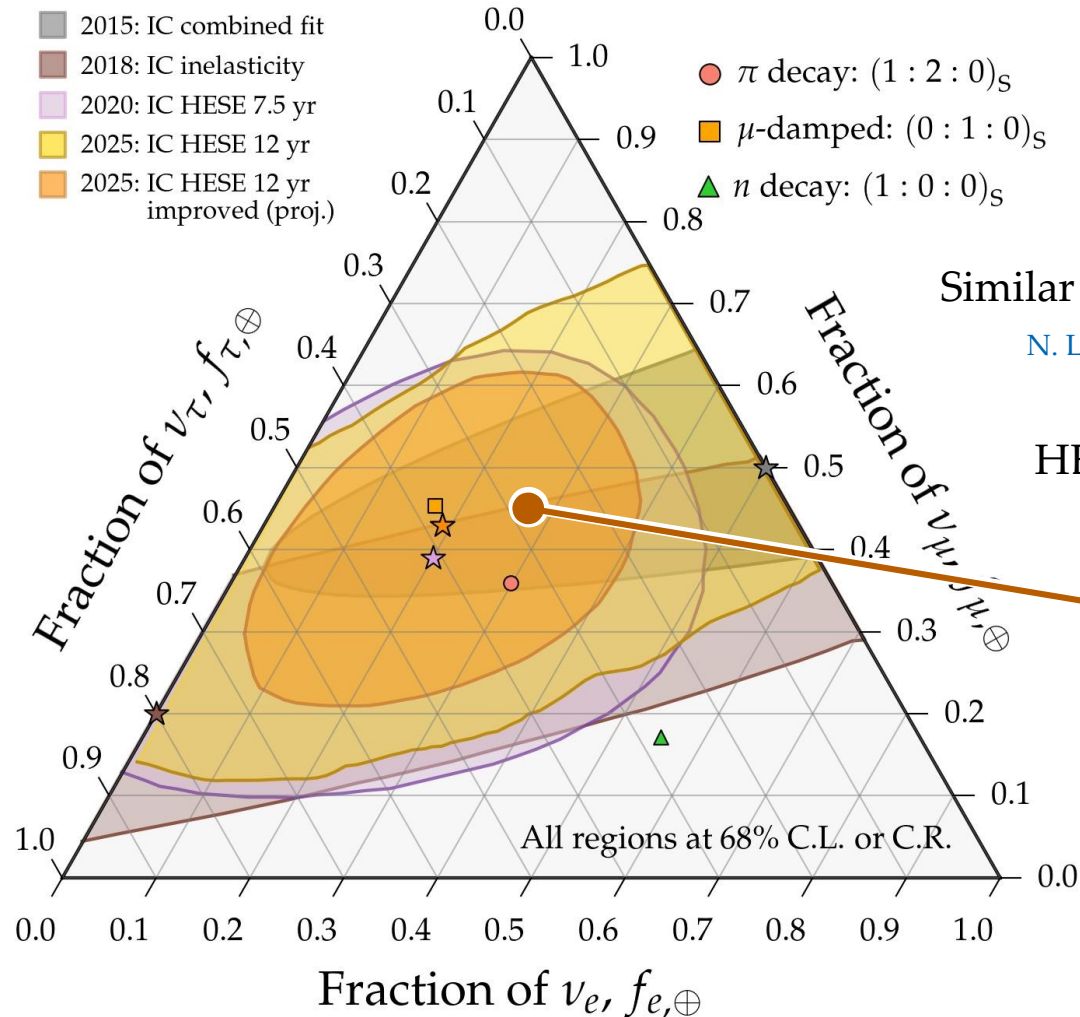 2015: IC combined fit
2018: IC inelasticity
2020: IC HESE 7.5 yr
2025: IC HESE 12 yr
2025: IC HESE 12 yr
improved (proj.)
π decay: (1 : 2 : 0)S
μ-damped: (0 : 1 : 0)S
n decay: (1 : 0 : 0)S
Similar
N. L
HE
Fraction of ντ, fτ,⊕
0.0
0.1
0.2
0.3
0.4
0.5
0.6
0.7
0.8
0.9
1.0
Fraction of νμ, fμ,⊕
1.0
0.9
0.8
0.7
0.6
0.5
0.4
0.3
0.2
0.1
0.0
All regions at 68% C.L. or C.R.
0.0 0.1 0.2 0.3 0.4 0.5 0.6 0.7 0.8 0.9 1.0
Fraction of νe, fe,⊕